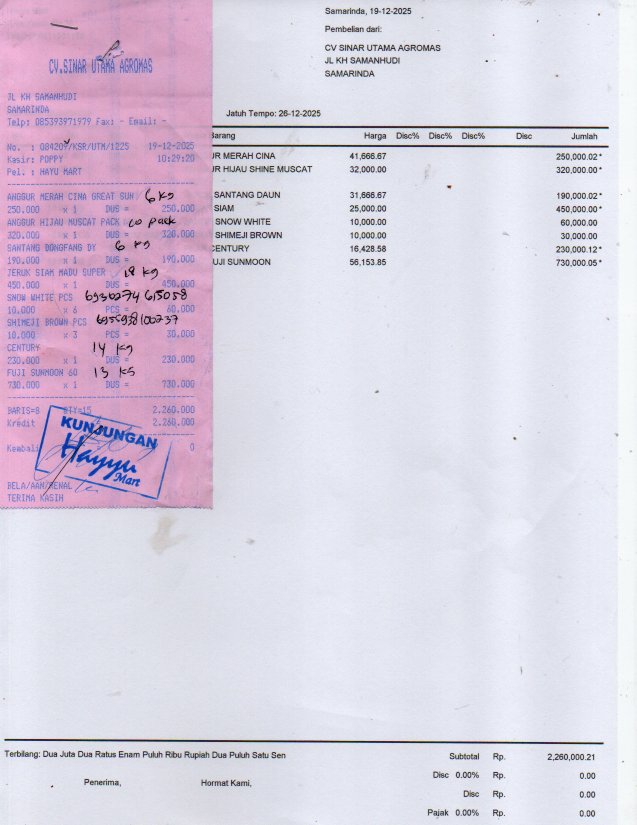 CV.SINAR UTAMA AGROMAS
JL KH SAMANHUDI
SAMARINDA
Telp: 085393971979 Fax: - Email: -
No. : 084209/KSR/UTM/1225 19-12-2025
Kasir: POPPY 10:29:20
Pel. : HAYU MART
ANGGUR MERAH CINA GREAT SUN 6 kg
250.000 x 1 DUS = 250.000
ANGGUR HIJAU MUSCAT PACK 10 pack
320.000 x 1 DUS = 320.000
SANTANG DONGFANG DY 6 kg
190.000 x 1 DUS = 190.000
JERUK SIAM MADU SUPER 18 kg
450.000 x 1 DUS = 450.000
SNOW WHITE PCS 6930274615058
10.000 x 6 PCS = 60.000
SHIMEJI BROWN PCS 6956938100237
10.000 x 3 PCS = 30.000
CENTURY 14 kg
230.000 x 1 DUS = 230.000
FUJI SUNMOON 60 13 KG
730.000 x 1 DUS = 730.000
BARIS=8 QTY=15 2.260.000
Kredit 2.260.000
Kembali 0
KUNJUNGAN
Hayyu
Mart
BELA/AAN/RENAL
TERIMA KASIH
Samarinda, 19-12-2025
Pembelian dari:
CV SINAR UTAMA AGROMAS
JL KH SAMANHUDI
SAMARINDA
Jatuh Tempo: 26-12-2025
Barang Harga Disc% Disc% Disc% Disc Jumlah
UR MERAH CINA 41,666.67 250,000.02 *
UR HIJAU SHINE MUSCAT 32,000.00 320,000.00 *
SANTANG DAUN 31,666.67 190,000.02 *
SIAM 25,000.00 450,000.00 *
SNOW WHITE 10,000.00 60,000.00
SHIMEJI BROWN 10,000.00 30,000.00
CENTURY 16,428.58 230,000.12 *
FUJI SUNMOON 56,153.85 730,000.05 *
Terbilang: Dua Juta Dua Ratus Enam Puluh Ribu Rupiah Dua Puluh Satu Sen
Subtotal Rp. 2,260,000.21
Disc 0.00% Rp. 0.00
Penerima, Hormat Kami,
Disc Rp. 0.00
Pajak 0.00% Rp. 0.00